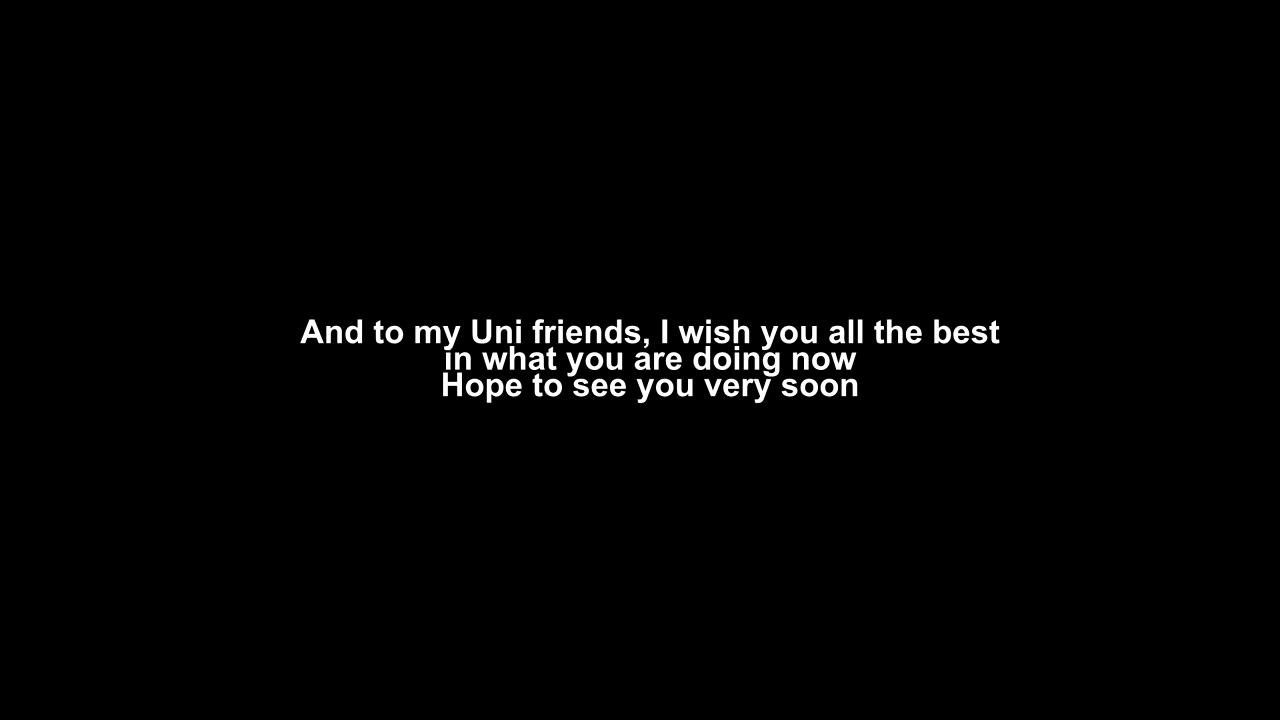 And to my Uni friends, I wish you all the best
in what you are doing now
Hope to see you very soon